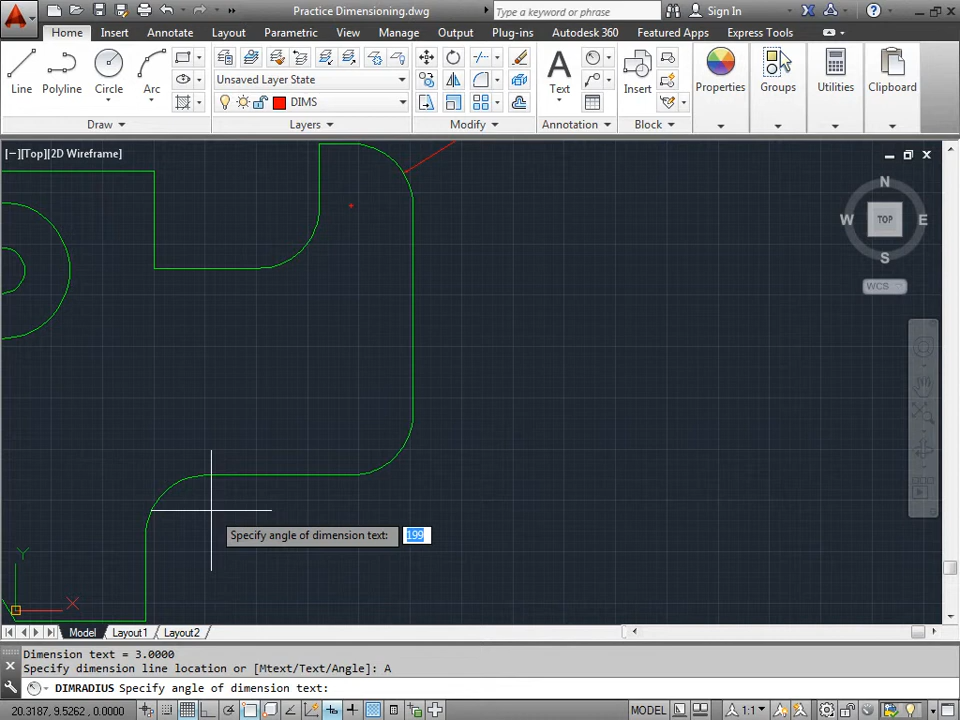 Practice Dimensioning.dwg
Type a keyword or phrase
Sign In
Home Insert Annotate Layout Parametric View Manage Output Plug-ins Autodesk 360 Featured Apps Express Tools
Unsaved Layer State
DIMS
Line Polyline Circle Arc
Text
Insert
Properties Groups Utilities Clipboard
Draw Layers Modify Annotation Block
[−][Top][2D Wireframe]
N
W TOP E
S
WCS
Specify angle of dimension text: 199
Y
X
Model Layout1 Layout2
Dimension text = 3.0000
Specify dimension line location or [Mtext/Text/Angle]: A
DIMRADIUS Specify angle of dimension text:
20.3187, 9.5262, 0.0000
MODEL
1:1